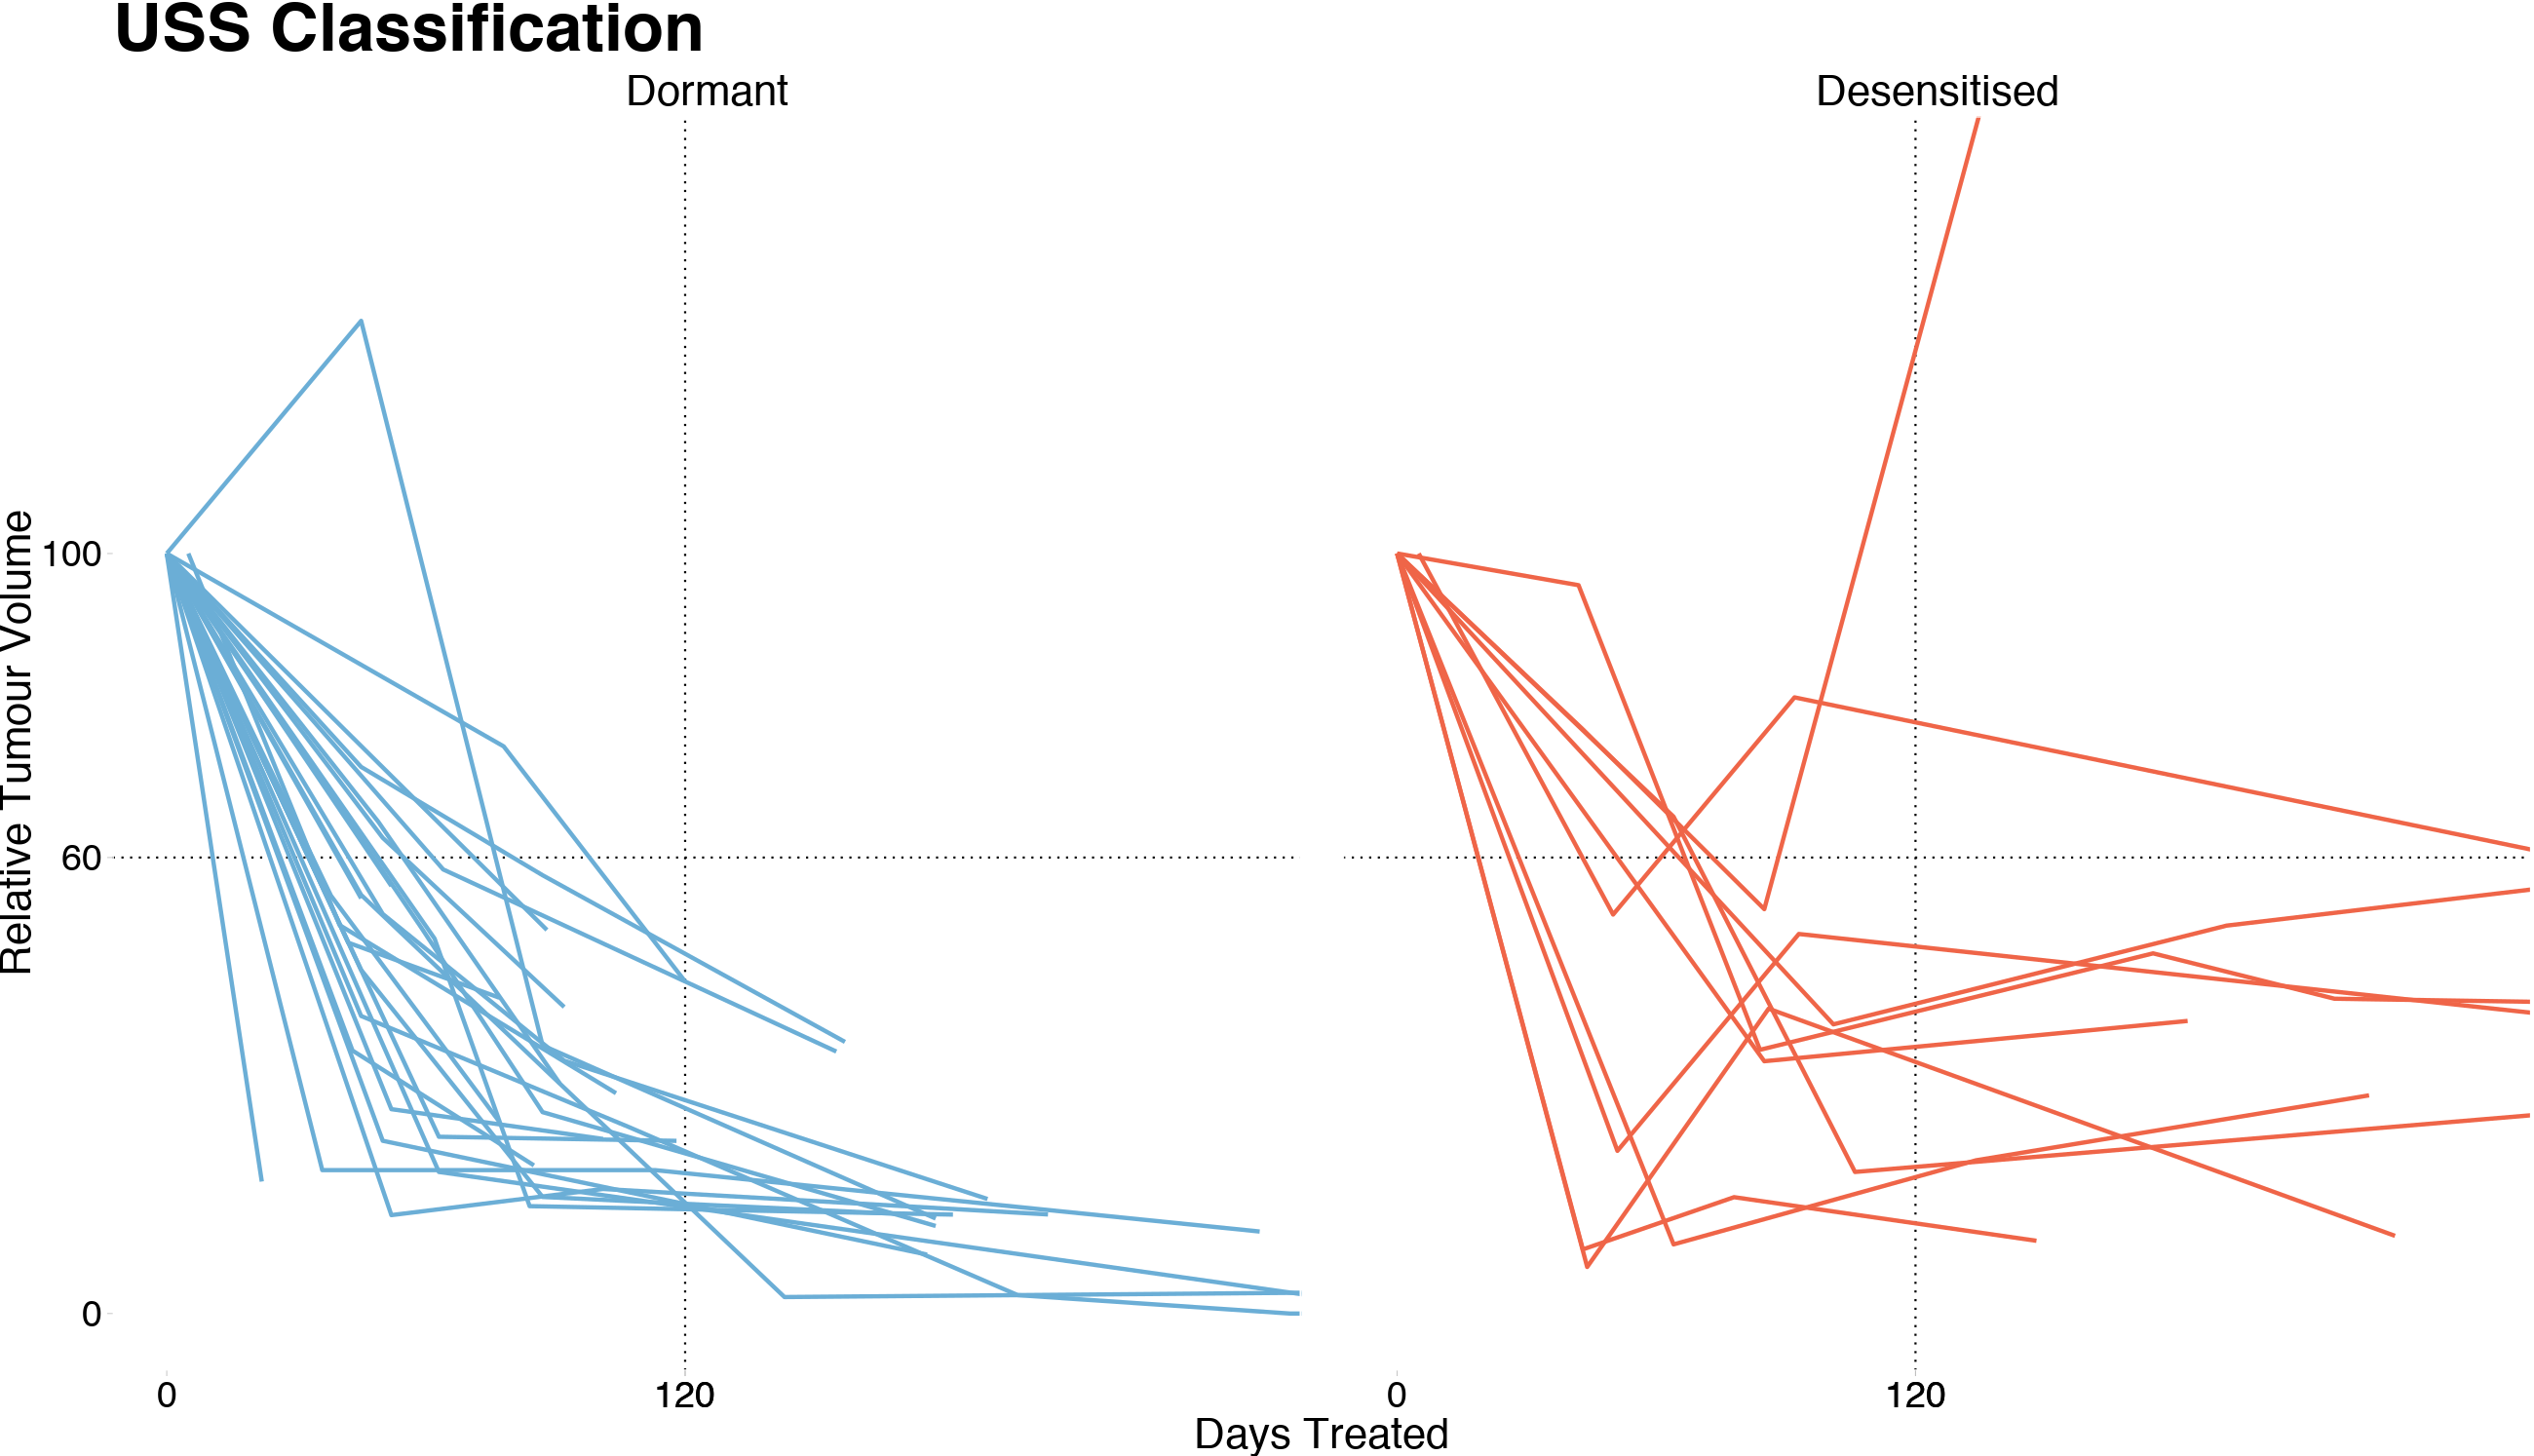 USS Classification
Dormant
Desensitised
Relative Tumour Volume
100
60
0
0
120
0
120
Days Treated